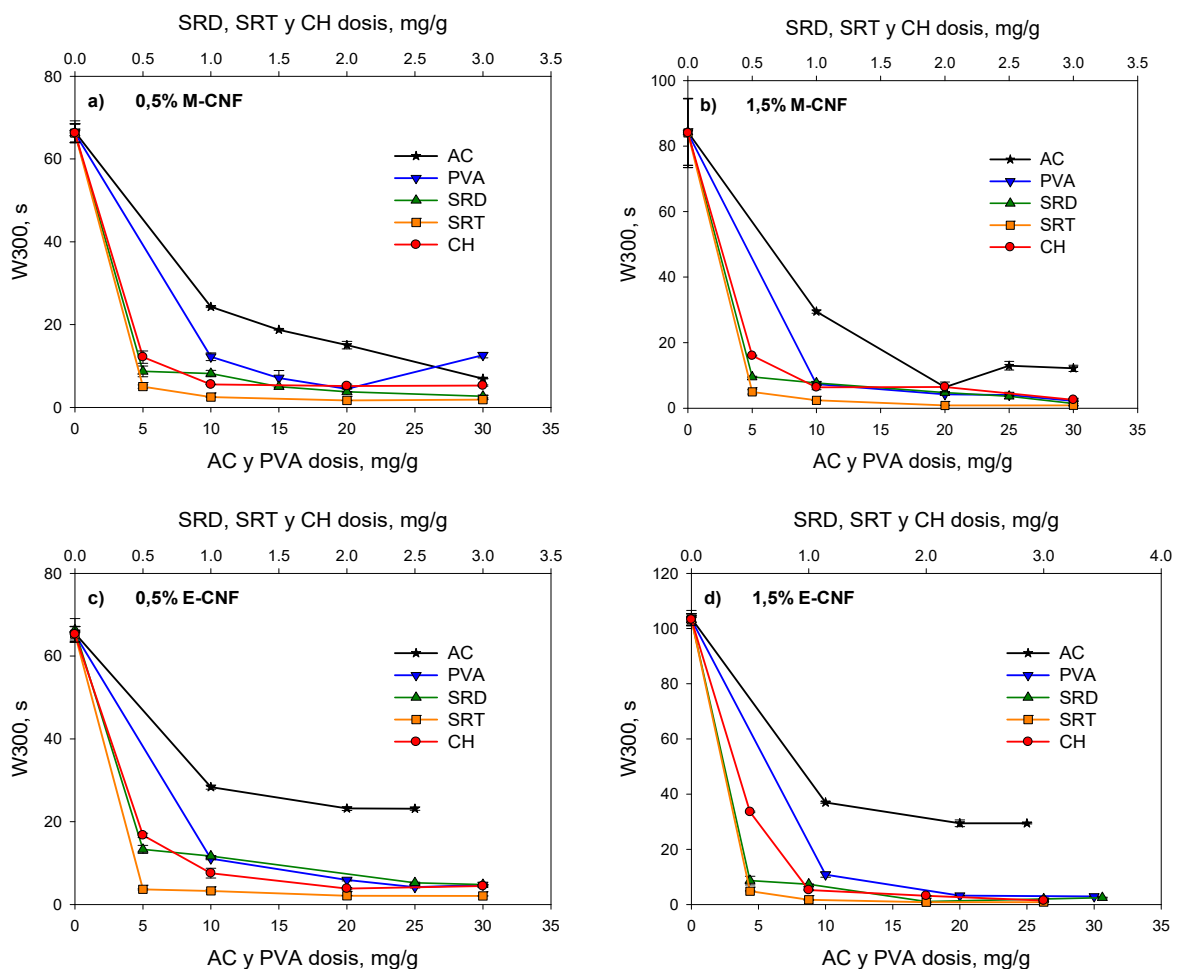 SRD, SRT y CH dosis, mg/g
0.0 0.5 1.0 1.5 2.0 2.5 3.0 3.5
80
60
40
20
0
W300, s
a) 0,5% M-CNF
AC
PVA
SRD
SRT
CH
0 5 10 15 20 25 30 35
AC y PVA dosis, mg/g
SRD, SRT y CH dosis, mg/g
0.0 0.5 1.0 1.5 2.0 2.5 3.0 3.5
100
80
60
40
20
0
W300, s
b) 1,5% M-CNF
AC
PVA
SRD
SRT
CH
0 5 10 15 20 25 30 35
AC y PVA dosis, mg/g
SRD, SRT y CH dosis, mg/g
0.0 0.5 1.0 1.5 2.0 2.5 3.0 3.5
80
60
40
20
0
W300, s
c) 0,5% E-CNF
AC
PVA
SRD
SRT
CH
0 5 10 15 20 25 30 35
AC y PVA dosis, mg/g
SRD, SRT y CH dosis, mg/g
0.0 1.0 2.0 3.0 4.0
120
100
80
60
40
20
0
W300, s
d) 1,5% E-CNF
AC
PVA
SRD
SRT
CH
0 5 10 15 20 25 30 35
AC y PVA dosis, mg/g